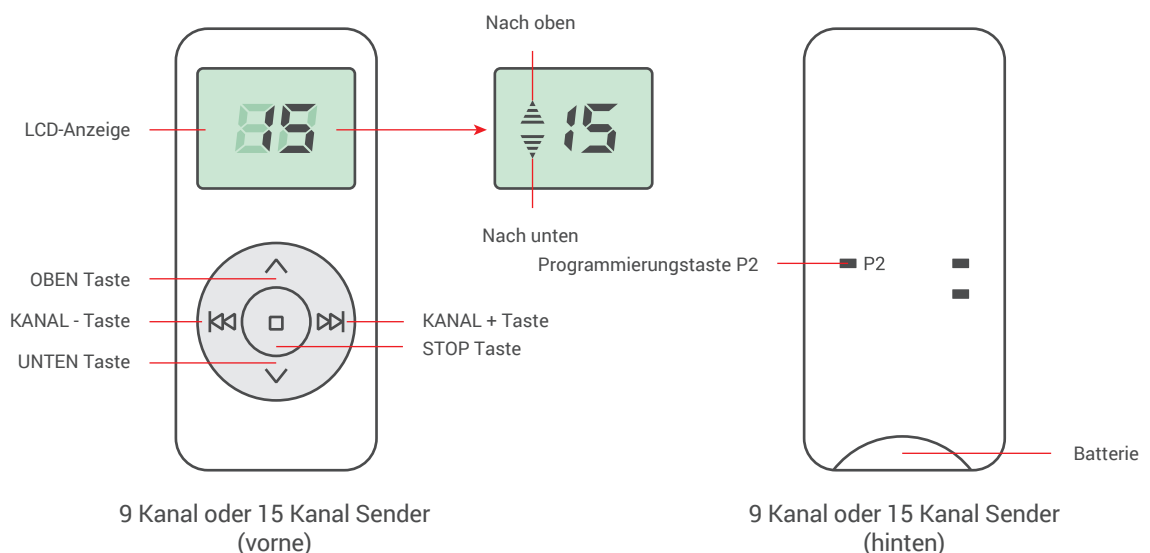 Nach oben
LCD-Anzeige
15
15
Nach unten
OBEN Taste
KANAL - Taste
UNTEN Taste
KANAL + Taste
STOP Taste
Programmierungstaste P2
P2
Batterie
9 Kanal oder 15 Kanal Sender
(vorne)
9 Kanal oder 15 Kanal Sender
(hinten)